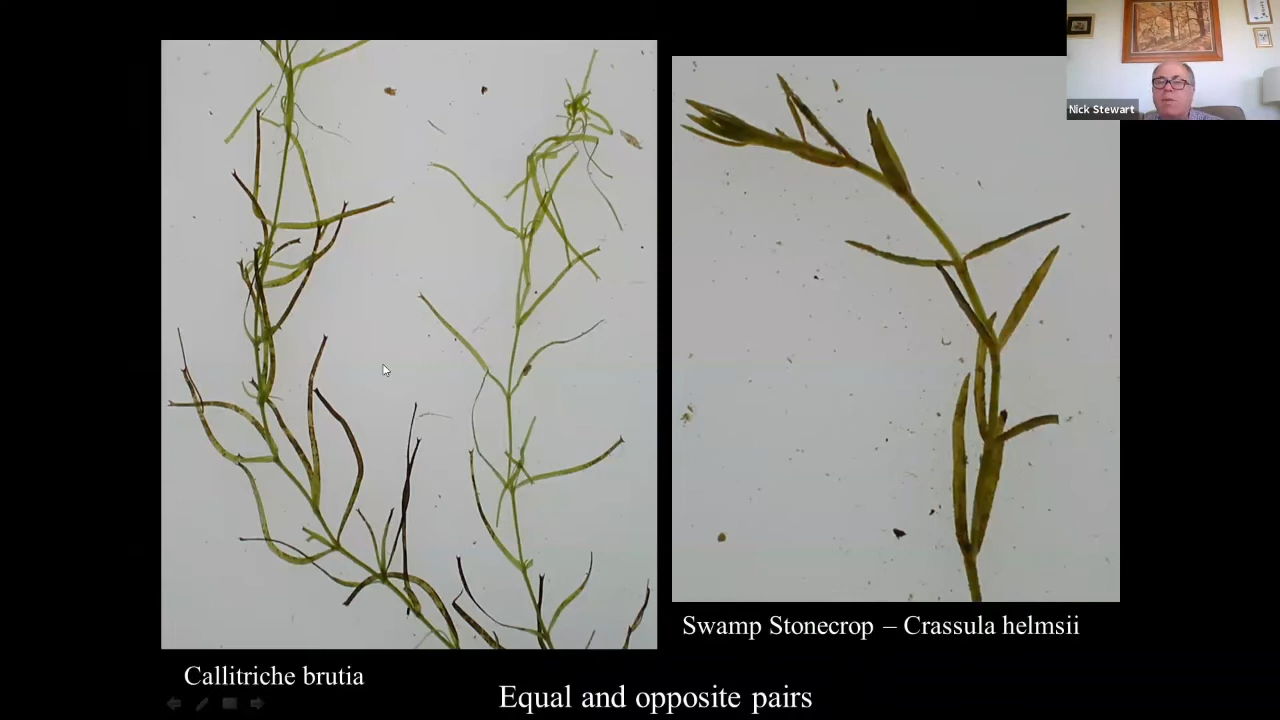 Nick Stewart
Swamp Stonecrop – Crassula helmsii
Callitriche brutia
Equal and opposite pairs